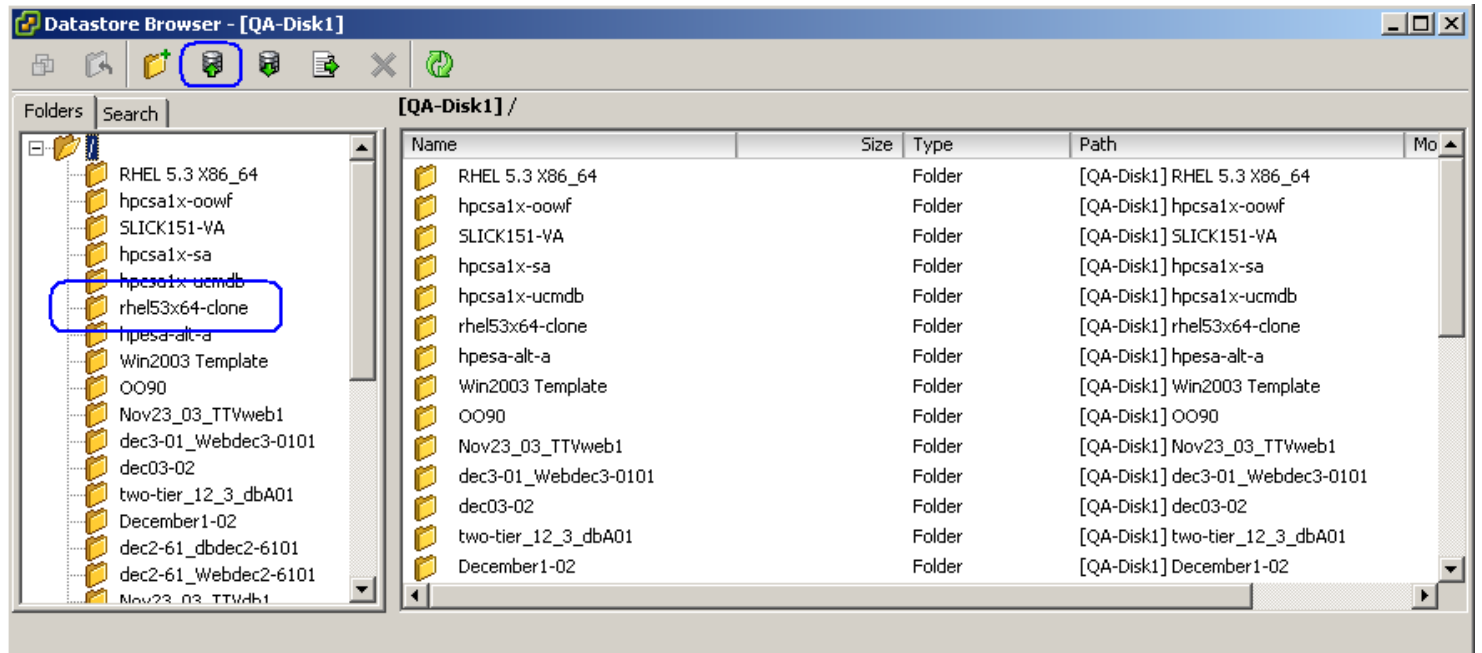 Datastore Browser - [QA-Disk1]
Folders Search
[QA-Disk1] /
/
RHEL 5.3 X86_64
hpcsa1x-oowf
SLICK151-VA
hpcsa1x-sa
hpcsa1x-ucmdb
rhel53x64-clone
hpesa-alt-a
Win2003 Template
OO90
Nov23_03_TTVweb1
dec3-01_Webdec3-0101
dec03-02
two-tier_12_3_dbA01
December1-02
dec2-61_dbdec2-6101
dec2-61_Webdec2-6101
Nov23_03_TTVdb1
Name Size Type Path Mo
RHEL 5.3 X86_64 Folder [QA-Disk1] RHEL 5.3 X86_64
hpcsa1x-oowf Folder [QA-Disk1] hpcsa1x-oowf
SLICK151-VA Folder [QA-Disk1] SLICK151-VA
hpcsa1x-sa Folder [QA-Disk1] hpcsa1x-sa
hpcsa1x-ucmdb Folder [QA-Disk1] hpcsa1x-ucmdb
rhel53x64-clone Folder [QA-Disk1] rhel53x64-clone
hpesa-alt-a Folder [QA-Disk1] hpesa-alt-a
Win2003 Template Folder [QA-Disk1] Win2003 Template
OO90 Folder [QA-Disk1] OO90
Nov23_03_TTVweb1 Folder [QA-Disk1] Nov23_03_TTVweb1
dec3-01_Webdec3-0101 Folder [QA-Disk1] dec3-01_Webdec3-0101
dec03-02 Folder [QA-Disk1] dec03-02
two-tier_12_3_dbA01 Folder [QA-Disk1] two-tier_12_3_dbA01
December1-02 Folder [QA-Disk1] December1-02